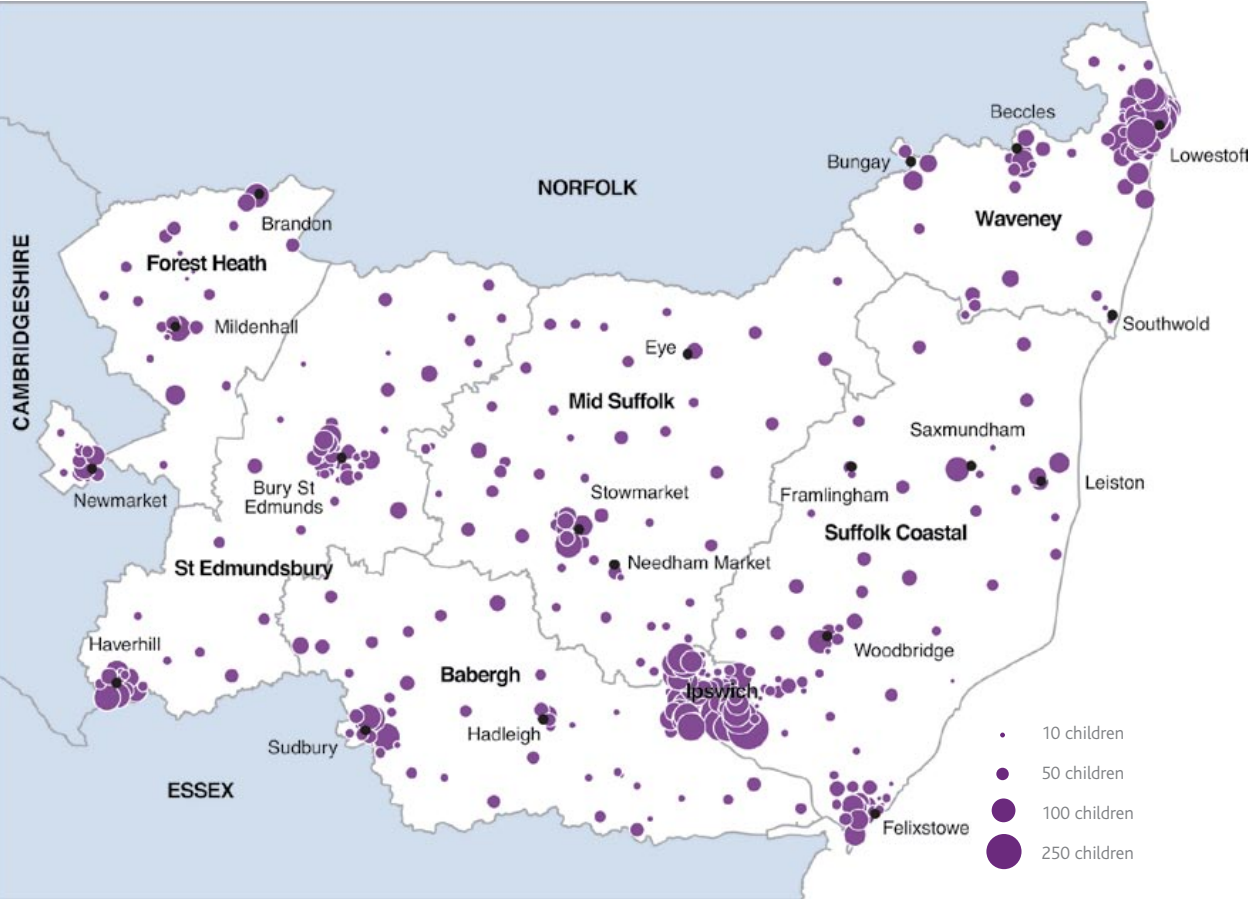 Beccles
Lowestoft
Bungay
NORFOLK
Waveney
Brandon
CAMBRIDGESHIRE
Forest Heath
Mildenhall
Southwold
Eye
Mid Suffolk
Saxmundham
Newmarket
Bury St
Edmunds
Stowmarket
Framlingham
Leiston
Suffolk Coastal
St Edmundsbury
Needham Market
Haverhill
Woodbridge
Babergh
Ipswich
Sudbury
Hadleigh
ESSEX
Felixstowe
10 children
50 children
100 children
250 children